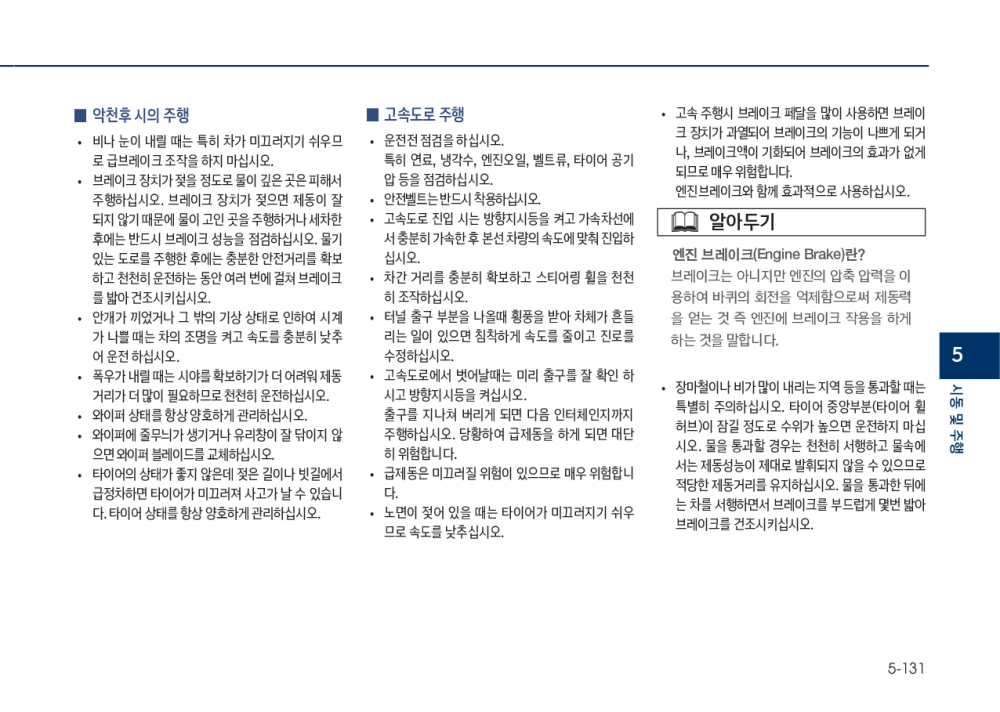 ■ 악천후 시의 주행
• 비나 눈이 내릴 때는 특히 차가 미끄러지기 쉬우므
로 급브레이크 조작을 하지 마십시오.
• 브레이크 장치가 젖을 정도로 물이 깊은 곳은 피해서
주행하십시오. 브레이크 장치가 젖으면 제동이 잘
되지 않기 때문에 물이 고인 곳을 주행하거나 세차한
후에는 반드시 브레이크 성능을 점검하십시오. 물기
있는 도로를 주행한 후에는 충분한 안전거리를 확보
하고 천천히 운전하는 동안 여러 번에 걸쳐 브레이크
를 밟아 건조시키십시오.
• 안개가 끼었거나 그 밖의 기상 상태로 인하여 시계
가 나쁠 때는 차의 조명을 켜고 속도를 충분히 낮추
어 운전 하십시오.
• 폭우가 내릴 때는 시야를 확보하기가 더 어려워 제동
거리가 더 많이 필요하므로 천천히 운전하십시오.
• 와이퍼 상태를 항상 양호하게 관리하십시오.
• 와이퍼에 줄무늬가 생기거나 유리창이 잘 닦이지 않
으면 와이퍼 블레이드를 교체하십시오.
• 타이어의 상태가 좋지 않은데 젖은 길이나 빗길에서
급정차하면 타이어가 미끄러져 사고가 날 수 있습니
다. 타이어 상태를 항상 양호하게 관리하십시오.
■ 고속도로 주행
• 운전전 점검을 하십시오.
특히 연료, 냉각수, 엔진오일, 벨트류, 타이어 공기
압 등을 점검하십시오.
• 안전벨트는 반드시 착용하십시오.
• 고속도로 진입 시는 방향지시등을 켜고 가속차선에
서 충분히 가속한 후 본선 차량의 속도에 맞춰 진입하
십시오.
• 차간 거리를 충분히 확보하고 스티어링 휠을 천천
히 조작하십시오.
• 터널 출구 부분을 나올때 횡풍을 받아 차체가 흔들
리는 일이 있으면 침착하게 속도를 줄이고 진로를
수정하십시오.
• 고속도로에서 벗어날때는 미리 출구를 잘 확인 하
시고 방향지시등을 켜십시오.
출구를 지나쳐 버리게 되면 다음 인터체인지까지
주행하십시오. 당황하여 급제동을 하게 되면 대단
히 위험합니다.
• 급제동은 미끄러질 위험이 있으므로 매우 위험합니
다.
• 노면이 젖어 있을 때는 타이어가 미끄러지기 쉬우
므로 속도를 낮추십시오.
• 고속 주행시 브레이크 페달을 많이 사용하면 브레이
크 장치가 과열되어 브레이크의 기능이 나쁘게 되거
나, 브레이크액이 기화되어 브레이크의 효과가 없게
되므로 매우 위험합니다.
엔진브레이크와 함께 효과적으로 사용하십시오.
알아두기
엔진 브레이크(Engine Brake)란?
브레이크는 아니지만 엔진의 압축 압력을 이
용하여 바퀴의 회전을 억제함으로써 제동력
을 얻는 것 즉 엔진에 브레이크 작용을 하게
하는 것을 말합니다.
• 장마철이나 비가 많이 내리는 지역 등을 통과할 때는
특별히 주의하십시오. 타이어 중앙부분(타이어 휠
허브)이 잠길 정도로 수위가 높으면 운전하지 마십
시오. 물을 통과할 경우는 천천히 서행하고 물속에
서는 제동성능이 제대로 발휘되지 않을 수 있으므로
적당한 제동거리를 유지하십시오. 물을 통과한 뒤에
는 차를 서행하면서 브레이크를 부드럽게 몇번 밟아
브레이크를 건조시키십시오.
5
시동 및 주행
5-131